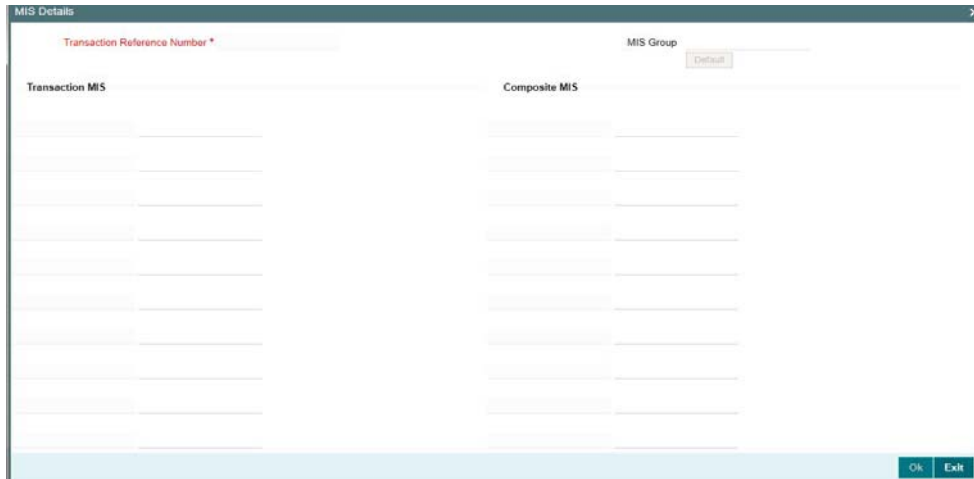 MIS Details
Transaction Reference Number *
MIS Group
Default
Transaction MIS
Composite MIS
Ok Exit